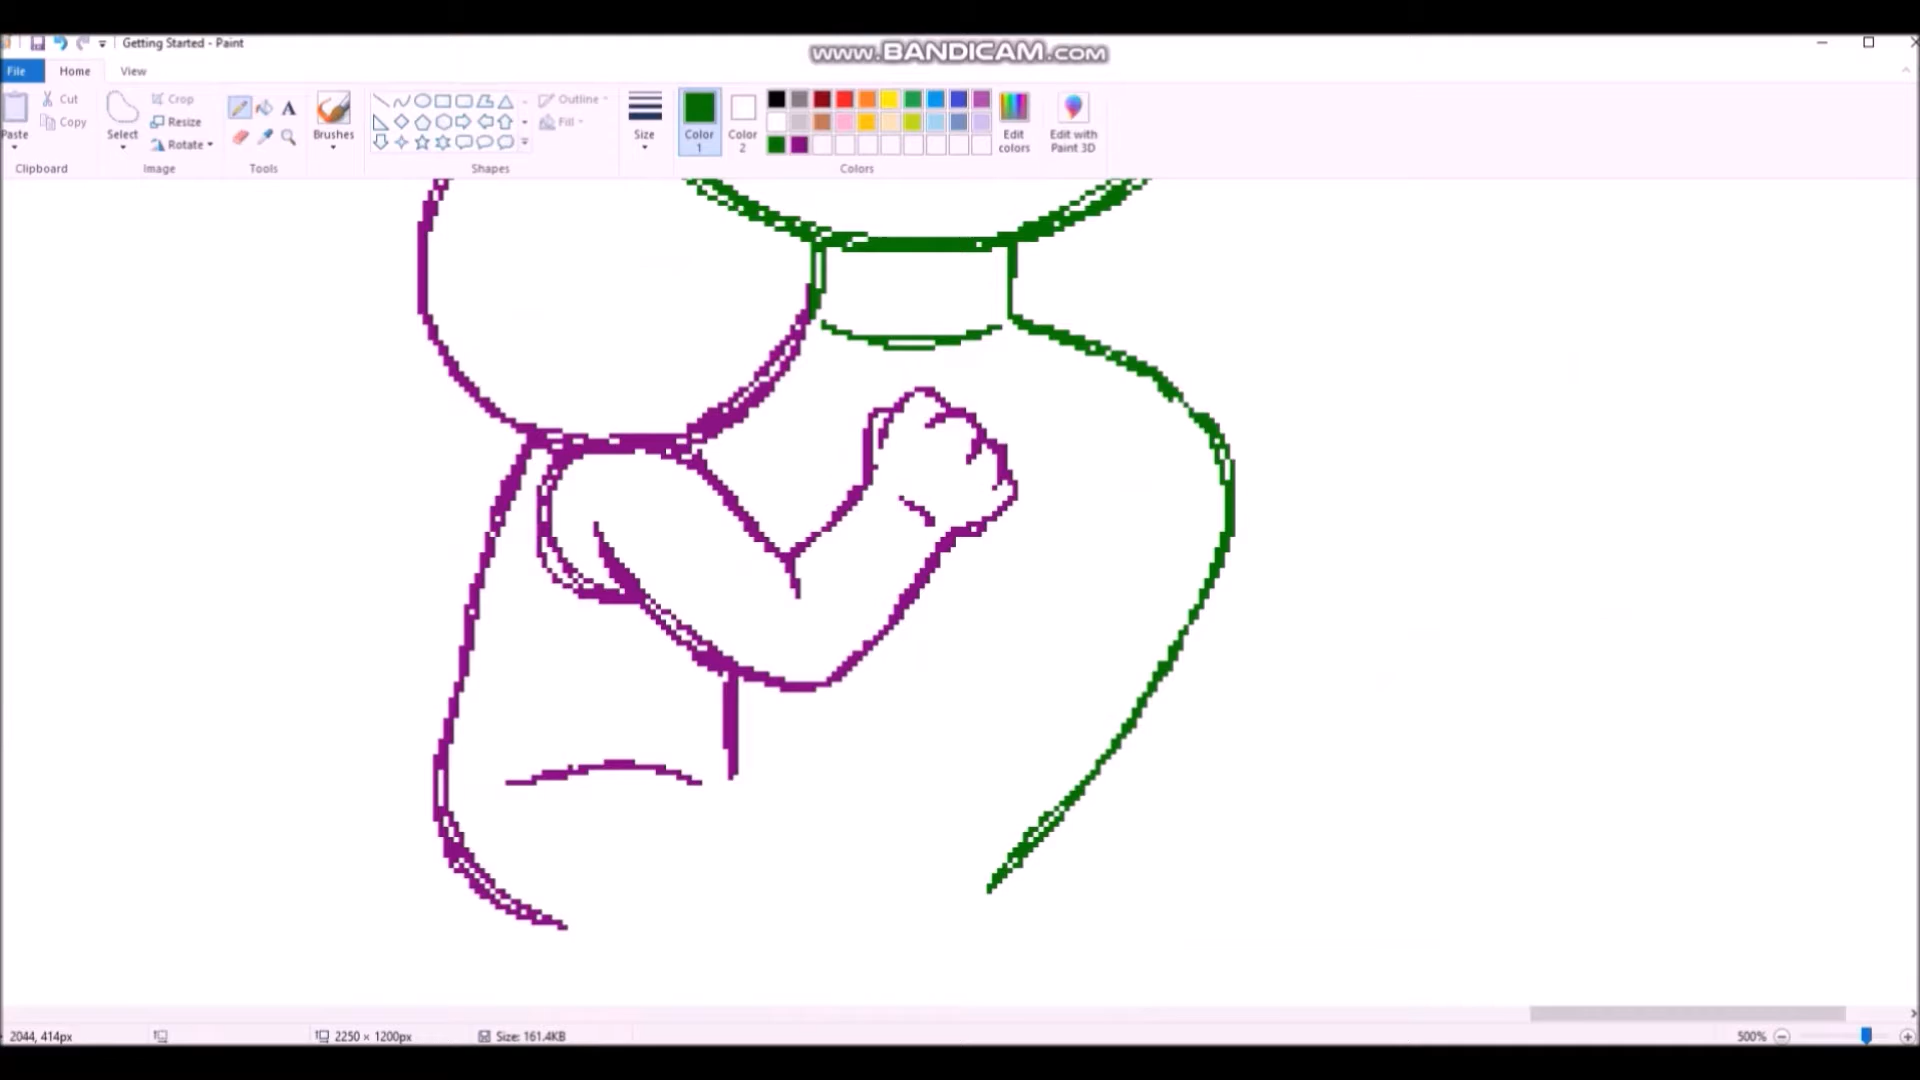 Getting Started - Paint
www.BANDICAM.com
File Home View
Paste
Cut
Copy
Clipboard
Select
Crop
Resize
Rotate
Image
Tools
Brushes
Outline
Fill
Shapes
Size
Color 1
Color 2
Edit colors
Edit with Paint 3D
Colors
2044, 414px
2250 × 1200px
Size: 161.4KB
500%